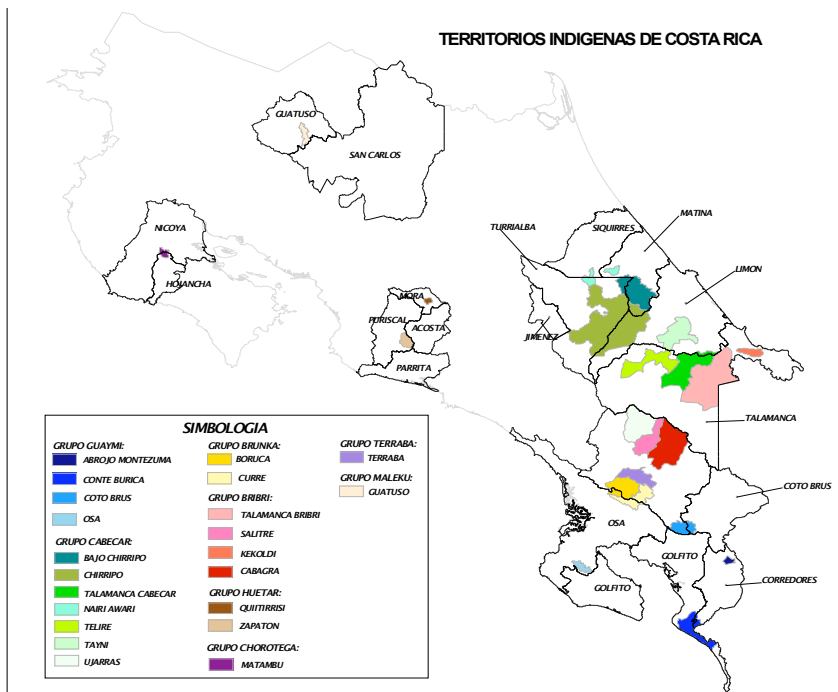 TERRITORIOS INDIGENAS DE COSTA RICA
GUATUSO
SAN CARLOS
NICOYA
HOJANCHA
MORA
PURISCAL
ACOSTA
PARRITA
TURRIALBA
SIQUIRRES
MATINA
LIMON
JIMENEZ
TALAMANCA
COTO BRUS
OSA
GOLFITO
GOLFITO
CORREDORES
SIMBOLOGIA
GRUPO GUAYMI:
ABROJO MONTEZUMA
CONTE BURICA
COTO BRUS
OSA
GRUPO CABECAR:
BAJO CHIRRIPO
CHIRRIPO
TALAMANCA CABECAR
NAIRI AWARI
TELIRE
TAYNI
UJARRAS
GRUPO BRUNKA:
BORUCA
CURRE
GRUPO BRIBRI:
TALAMANCA BRIBRI
SALITRE
KEKOLDI
CABAGRA
GRUPO HUETAR:
QUITIRRISI
ZAPATON
GRUPO CHOROTEGA:
MATAMBU
GRUPO TERRABA:
TERRABA
GRUPO MALEKU:
GUATUSO